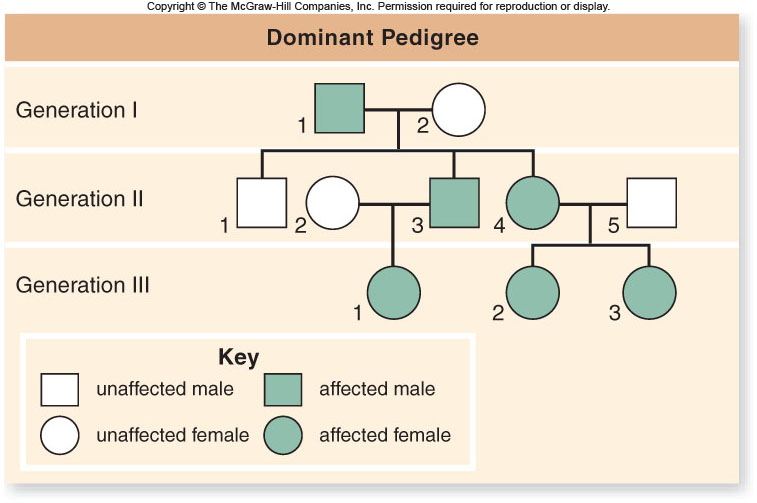 Copyright © The McGraw-Hill Companies, Inc. Permission required for reproduction or display.
Dominant Pedigree
Generation I
1
2
Generation II
1
2
3
4
5
Generation III
1
2
3
Key
unaffected male
affected male
unaffected female
affected female